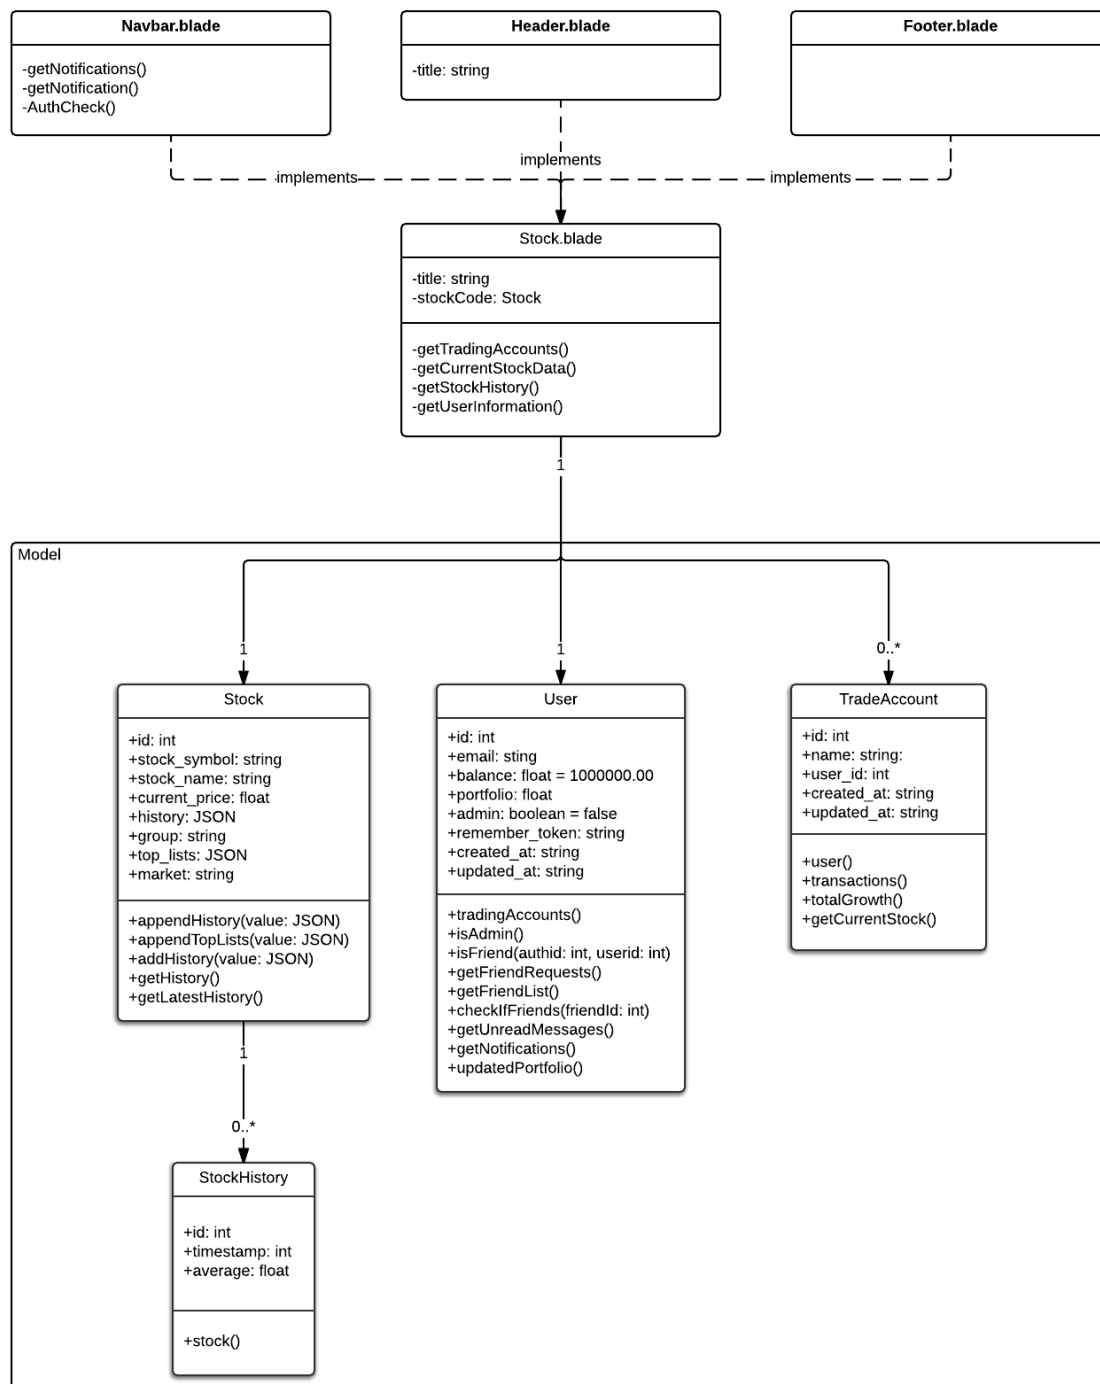 Navbar.blade
-getNotifications()
-getNotification()
-AuthCheck()
Header.blade
-title: string
Footer.blade
implements
implements
implements
Stock.blade
-title: string
-stockCode: Stock
-getTradingAccounts()
-getCurrentStockData()
-getStockHistory()
-getUserInformation()
1
Model
1
1
0..*
Stock
+id: int
+stock_symbol: string
+stock_name: string
+current_price: float
+history: JSON
+group: string
+top_lists: JSON
+market: string
+appendHistory(value: JSON)
+appendTopLists(value: JSON)
+addHistory(value: JSON)
+getHistory()
+getLatestHistory()
User
+id: int
+email: sting
+balance: float = 1000000.00
+portfolio: float
+admin: boolean = false
+remember_token: string
+created_at: string
+updated_at: string
+tradingAccounts()
+isAdmin()
+isFriend(authid: int, userid: int)
+getFriendRequests()
+getFriendList()
+checkIfFriends(friendId: int)
+getUnreadMessages()
+getNotifications()
+updatedPortfolio()
TradeAccount
+id: int
+name: string:
+user_id: int
+created_at: string
+updated_at: string
+user()
+transactions()
+totalGrowth()
+getCurrentStock()
1
0..*
StockHistory
+id: int
+timestamp: int
+average: float
+stock()